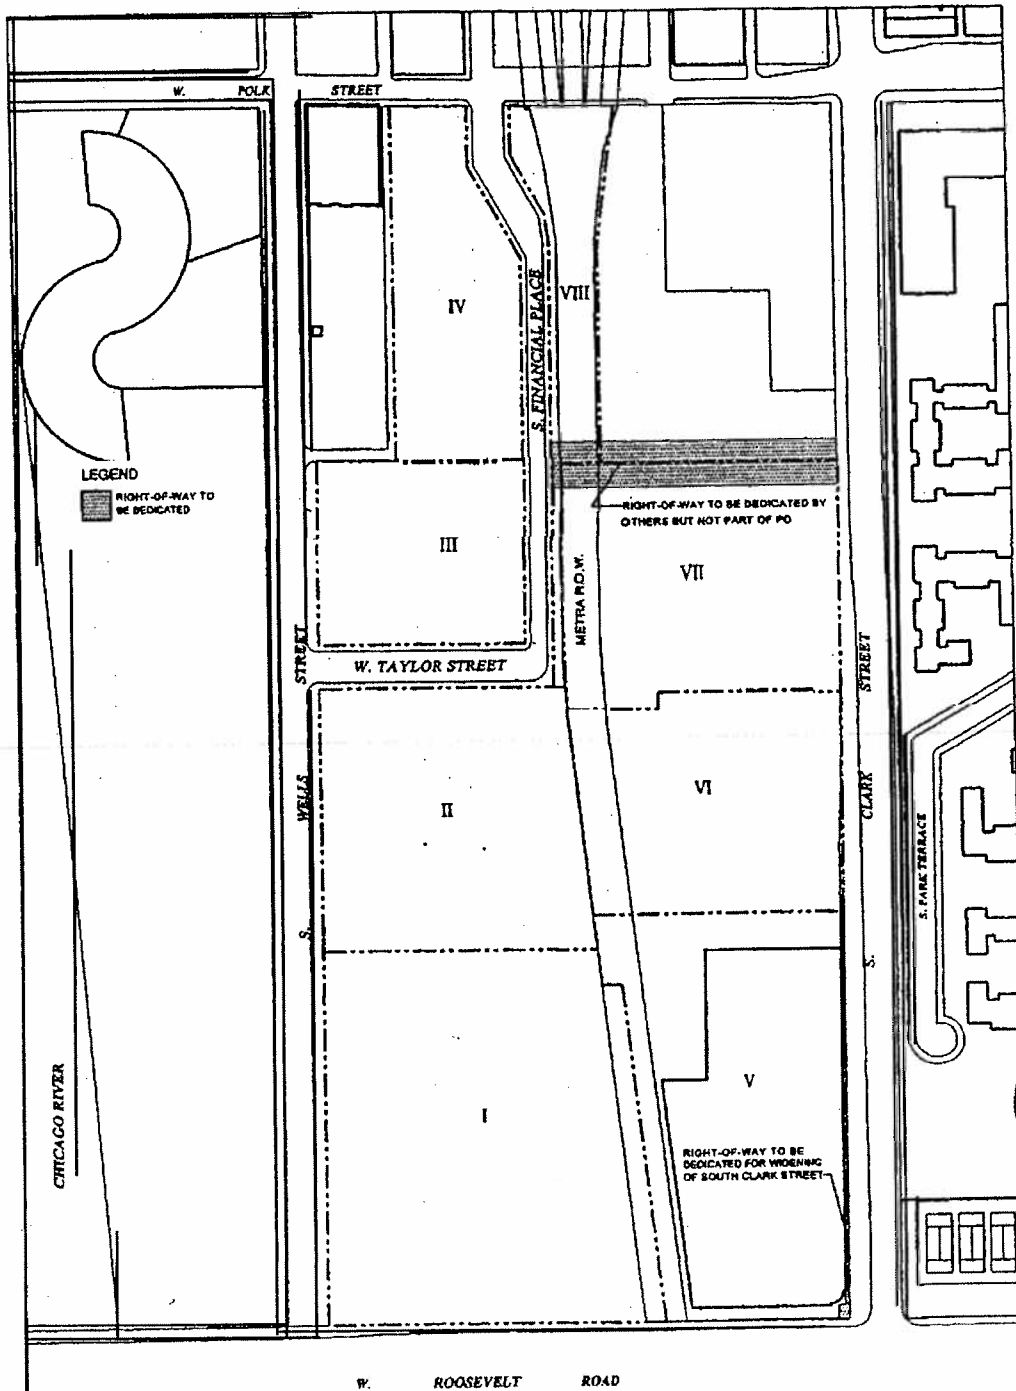 W. POLK STREET
S. FINANCIAL PLACE
VIII
IV
LEGEND
RIGHT-OF-WAY TO
BE DEDICATED
RIGHT-OF-WAY TO BE DEDICATED BY
OTHERS BUT NOT PART OF PD
III
VII
METRA R.O.W.
W. TAYLOR STREET
S. WELLS STREET
S. CLARK STREET
II
VI
S. PARK TERRACE
CHICAGO RIVER
I
V
RIGHT-OF-WAY TO BE
DEDICATED FOR WIDENING
OF SOUTH CLARK STREET
W. ROOSEVELT ROAD